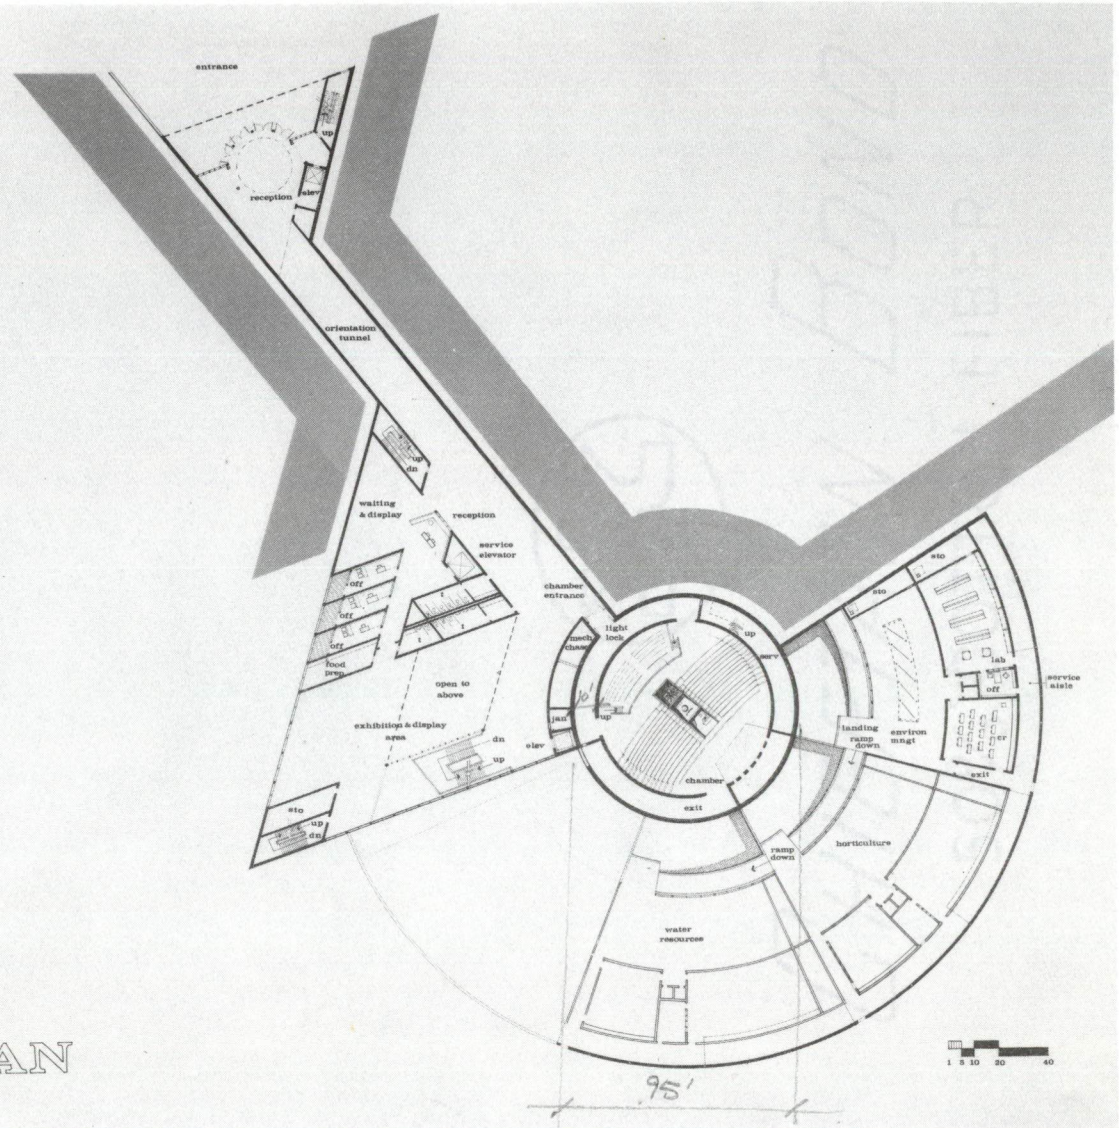 entrance
up
elev
reception
orientation
tunnel
up
dn
waiting
& display
reception
service
elevator
off
off
off
food
prep
chamber
entrance
mech
chase
light
lock
up
serv
sto
sto
lab
off
service
aisle
cr
exit
landing
ramp
down
environ
mngt
open to
above
exhibition & display
area
jan
elev
up
dn
up
chamber
exit
sto
up
dn
ramp
down
horticulture
water
resources
AN
1 5 10 20 40
95'